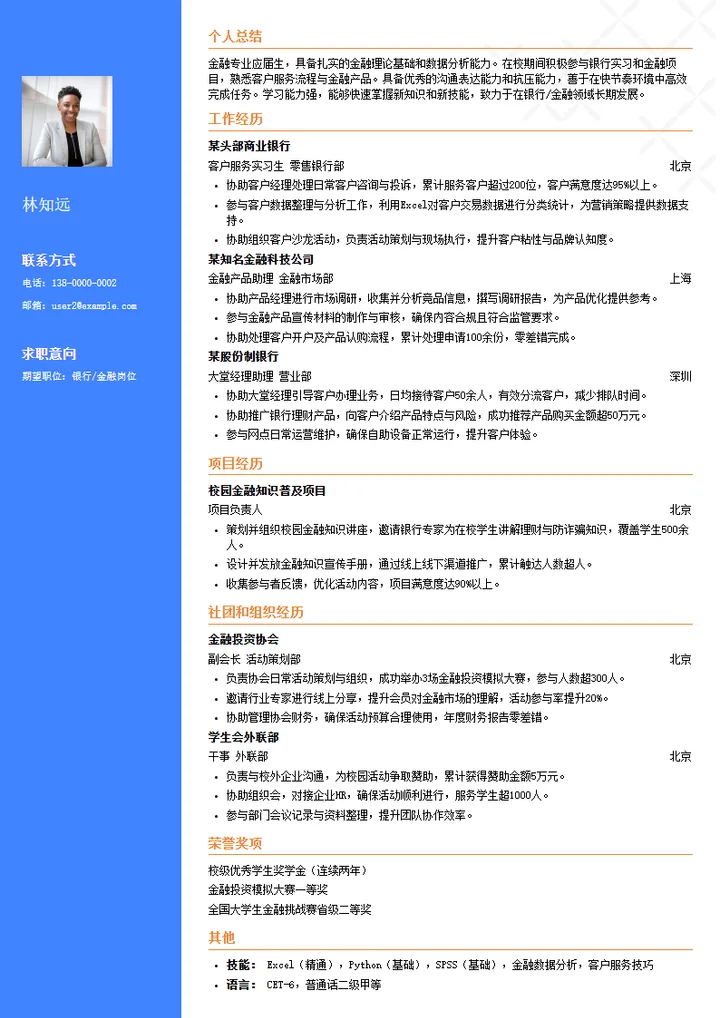 林知远
联系方式
电话：138-0000-0002
邮箱：user2@example.com
求职意向
期望职位：银行/金融岗位
个人总结
金融专业应届生，具备扎实的金融理论基础和数据分析能力。在校期间积极参与银行实习和金融项
目，熟悉客户服务流程与金融产品。具备优秀的沟通表达能力和抗压能力，善于在快节奏环境中高效
完成任务。学习能力强，能够快速掌握新知识和新技能，致力于在银行/金融领域长期发展。
工作经历
某头部商业银行
客户服务实习生 零售银行部 北京
• 协助客户经理处理日常客户咨询与投诉，累计服务客户超过200位，客户满意度达95%以上。
• 参与客户数据整理与分析工作，利用Excel对客户交易数据进行分类统计，为营销策略提供数据支
持。
• 协助组织客户沙龙活动，负责活动策划与现场执行，提升客户粘性与品牌认知度。
某知名金融科技公司
金融产品助理 金融市场部 上海
• 协助产品经理进行市场调研，收集并分析竞品信息，撰写调研报告，为产品优化提供参考。
• 参与金融产品宣传材料的制作与审核，确保内容合规且符合监管要求。
• 协助处理客户开户及产品认购流程，累计处理申请100余份，零差错完成。
某股份制银行
大堂经理助理 营业部 深圳
• 协助大堂经理引导客户办理业务，日均接待客户50余人，有效分流客户，减少排队时间。
• 协助推广银行理财产品，向客户介绍产品特点与风险，成功推荐产品购买金额超50万元。
• 参与网点日常运营维护，确保自助设备正常运行，提升客户体验。
项目经历
校园金融知识普及项目
项目负责人 北京
• 策划并组织校园金融知识讲座，邀请银行专家为在校学生讲解理财与防诈骗知识，覆盖学生500余
人。
• 设计并发放金融知识宣传手册，通过线上线下渠道推广，累计触达人数超人。
• 收集参与者反馈，优化活动内容，项目满意度达90%以上。
社团和组织经历
金融投资协会
副会长 活动策划部 北京
• 负责协会日常活动策划与组织，成功举办3场金融投资模拟大赛，参与人数超300人。
• 邀请行业专家进行线上分享，提升会员对金融市场的理解，活动参与率提升20%。
• 协助管理协会财务，确保活动预算合理使用，年度财务报告零差错。
学生会外联部
干事 外联部 北京
• 负责与校外企业沟通，为校园活动争取赞助，累计获得赞助金额5万元。
• 协助组织会，对接企业HR，确保活动顺利进行，服务学生超1000人。
• 参与部门会议记录与资料整理，提升团队协作效率。
荣誉奖项
校级优秀学生奖学金（连续两年）
金融投资模拟大赛一等奖
全国大学生金融挑战赛省级二等奖
其他
• 技能： Excel（精通），Python（基础），SPSS（基础），金融数据分析，客户服务技巧
• 语言： CET-6，普通话二级甲等